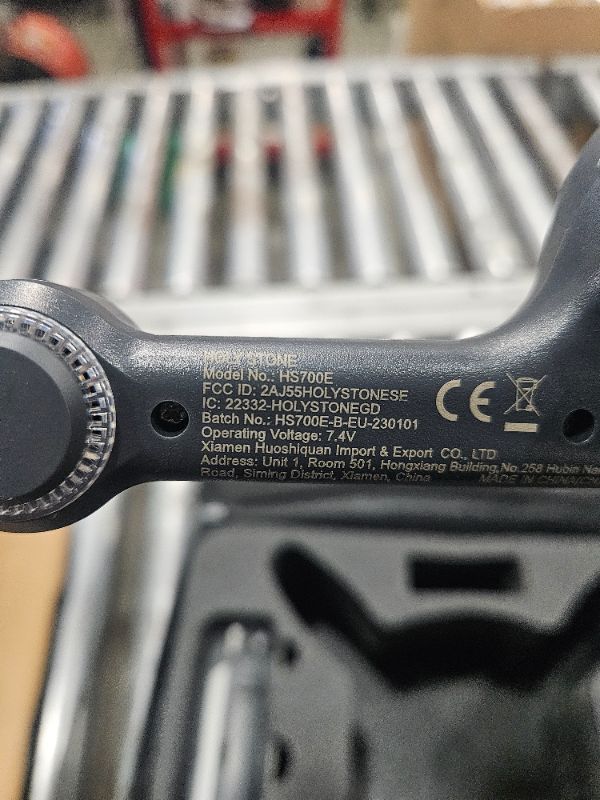 HOLY STONE
Model No.: HS700E
FCC ID: 2AJ55HOLYSTONESE
IC: 22332-HOLYSTONEGD
Batch No.: HS700E-B-EU-230101
Operating Voltage: 7.4V
Xiamen Huoshiquan Import & Export CO., LTD
Address: Unit 1, Room 501, Hongxiang Building,No.258 Hubin
Road, Siming District, Xiamen, China
MADE IN CHINA
CE